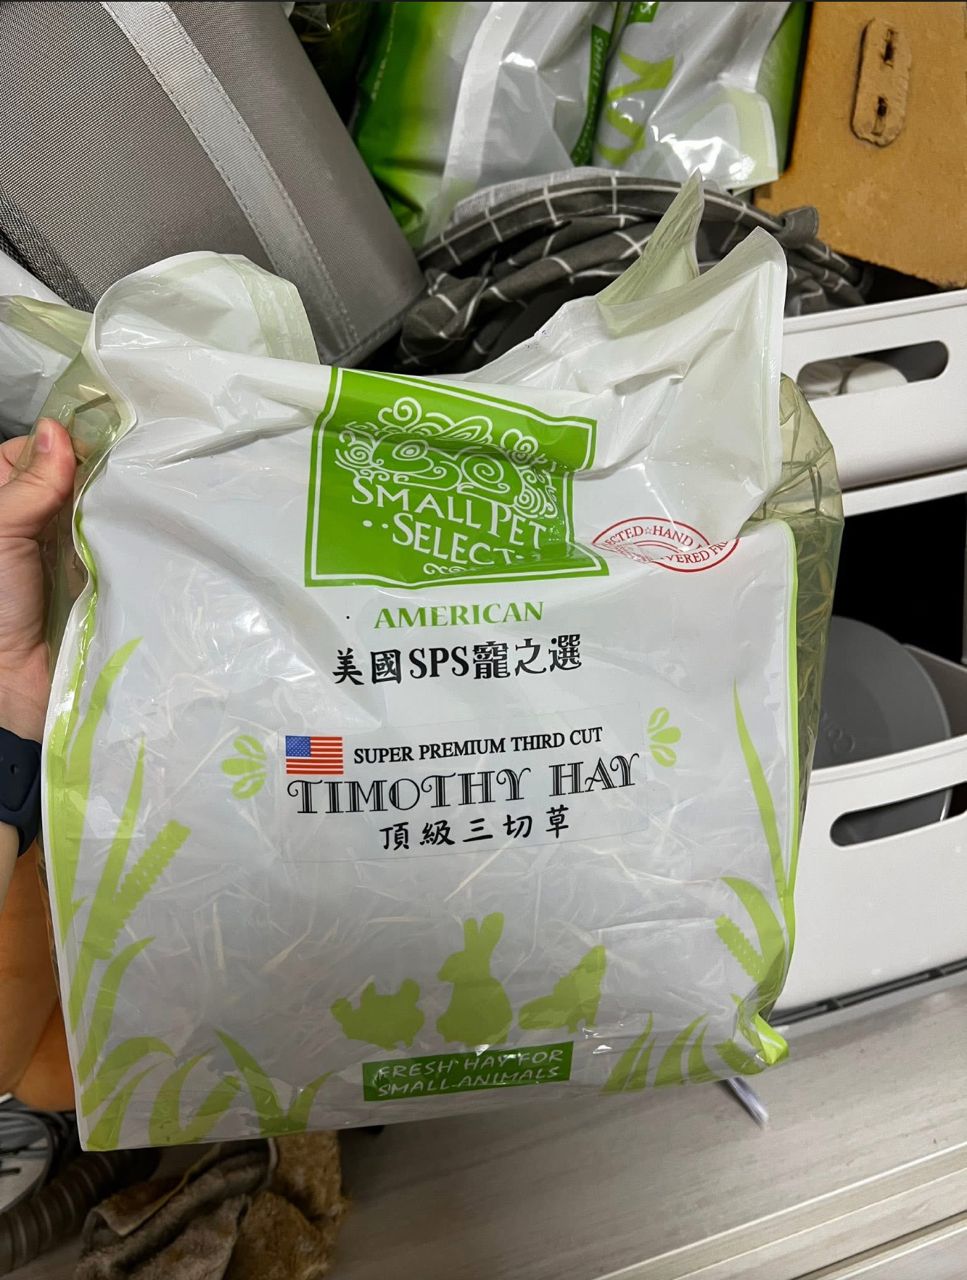 SMALL PET
SELECT
AMERICAN
美國SPS寵之選
SUPER PREMIUM THIRD CUT
TIMOTHY HAY
頂級三切草
FRESH HAY FOR
SMALL ANIMALS